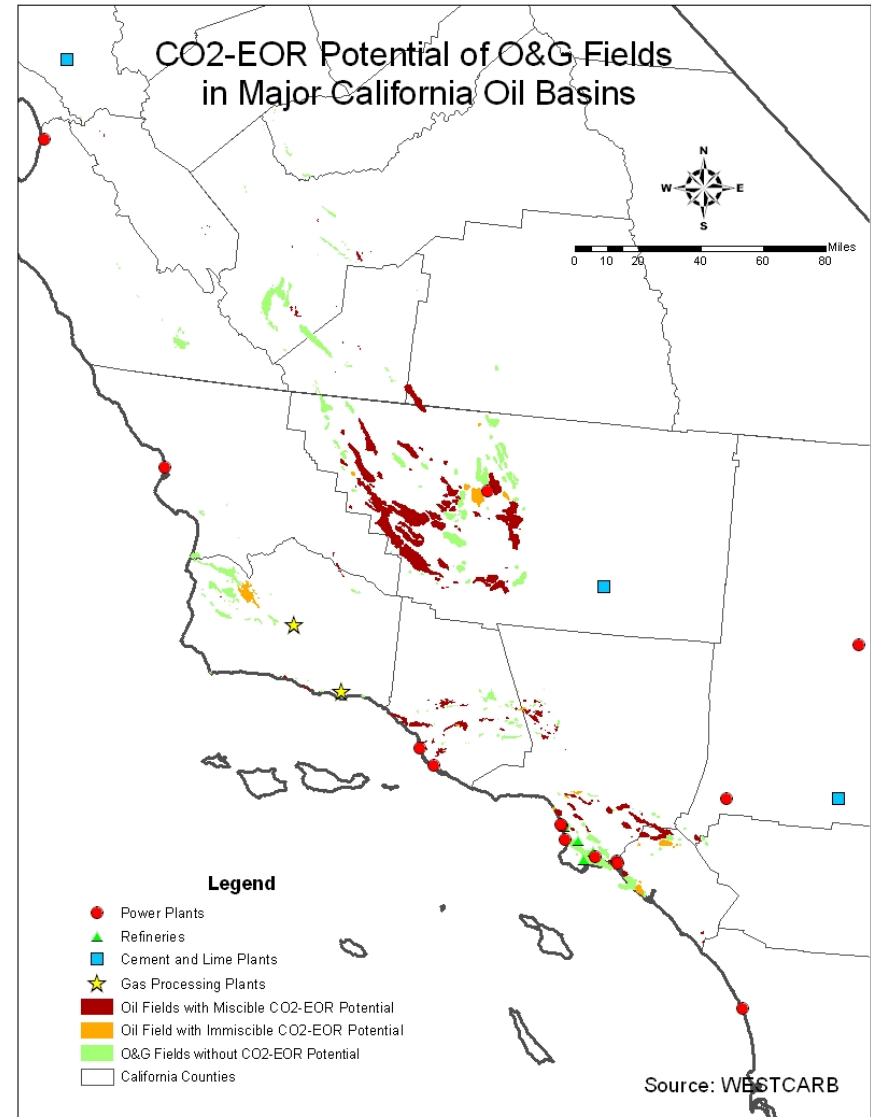 CO2-EOR Potential of O&G Fields
in Major California Oil Basins
N
W E
S
Miles
0 10 20 40 60 80
Legend
Power Plants
Refineries
Cement and Lime Plants
Gas Processing Plants
Oil Fields with Miscible CO2-EOR Potential
Oil Field with Immiscible CO2-EOR Potential
O&G Fields without CO2-EOR Potential
California Counties
Source: WESTCARB